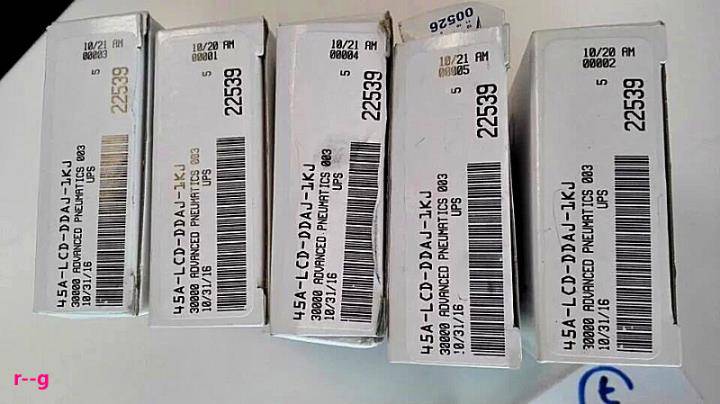 10/21 AM
00003
5
22539
45A-LCD-DDAJ-1KJ
30000 ADVANCED PNEUMATICS 003
10/31/16 UPS
10/20 AM
00001
5
22539
45A-LCD-DDAJ-1KJ
30000 ADVANCED PNEUMATICS 003
10/31/16 UPS
10/21 AM
00004
5
22539
45A-LCD-DDAJ-1KJ
30000 ADVANCED PNEUMATICS 003
10/31/16 UPS
00526
10/21 AM
00005
5
22539
45A-LCD-DDAJ-1KJ
30000 ADVANCED PNEUMATICS 003
10/31/16 UPS
10/20 AM
00002
5
22539
45A-LCD-DDAJ-1KJ
30000 ADVANCED PNEUMATICS 003
10/31/16 UPS
r--g